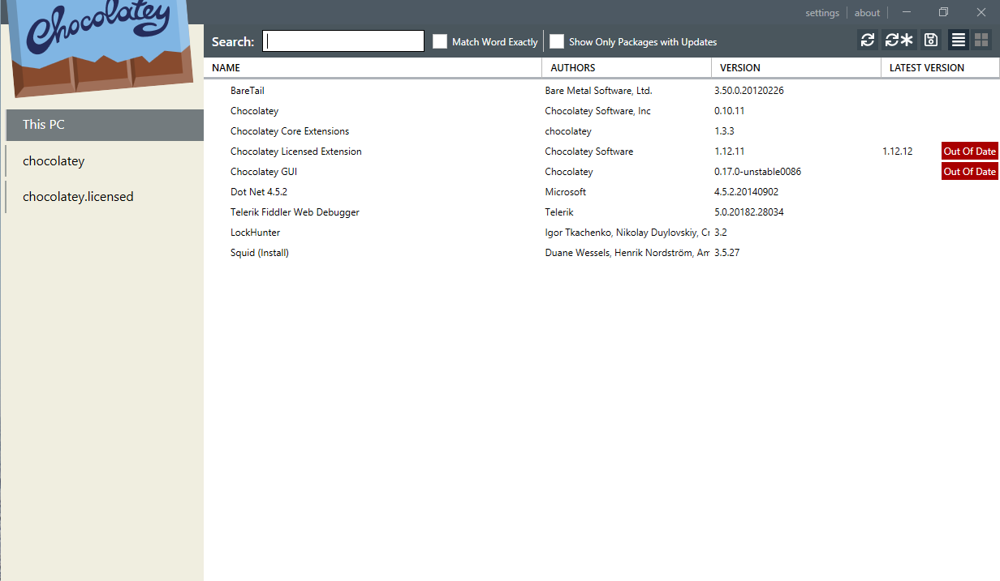 Chocolatey
settings about
Search: Match Word Exactly Show Only Packages with Updates
NAME AUTHORS VERSION LATEST VERSION
This PC
chocolatey
chocolatey.licensed
BareTail Bare Metal Software, Ltd. 3.50.0.20120226
Chocolatey Chocolatey Software, Inc 0.10.11
Chocolatey Core Extensions chocolatey 1.3.3
Chocolatey Licensed Extension Chocolatey Software 1.12.11 1.12.12 Out Of Date
Chocolatey GUI Chocolatey 0.17.0-unstable0086 Out Of Date
Dot Net 4.5.2 Microsoft 4.5.2.20140902
Telerik Fiddler Web Debugger Telerik 5.0.20182.28034
LockHunter Igor Tkachenko, Nikolay Duylovskiy, Cr 3.2
Squid (Install) Duane Wessels, Henrik Nordström, Am 3.5.27